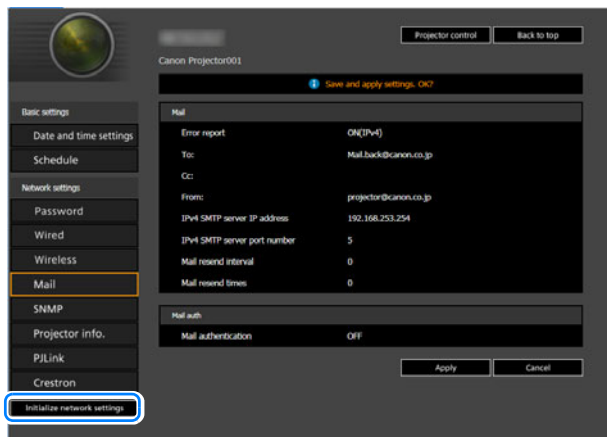 Projector control
Back to top
Canon Projector001
Save and apply settings. OK?
Basic settings
Date and time settings
Schedule
Network settings
Password
Wired
Wireless
Mail
SNMP
Projector info.
PJLink
Crestron
Initialize network settings
Mail
Error report ON(IPv4)
To: Mail.back@canon.co.jp
Cc:
From: projector@canon.co.jp
IPv4 SMTP server IP address 192.168.253.254
IPv4 SMTP server port number 5
Mail resend interval 0
Mail resend times 0
Mail auth
Mail authentication OFF
Apply
Cancel